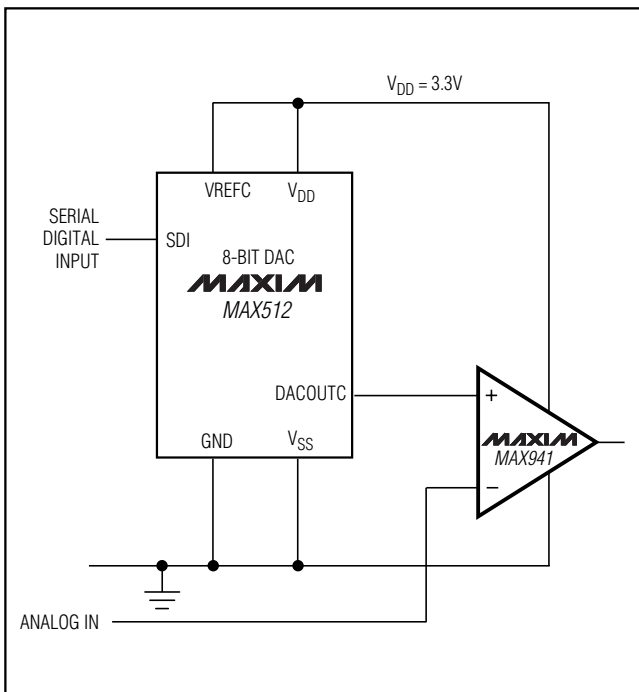 V_DD = 3.3V
VREFC V_DD
SERIAL
DIGITAL
INPUT
SDI
8-BIT DAC
MAXIM
MAX512
DACOUTC
+
MAXIM
MAX941
−
GND V_SS
ANALOG IN